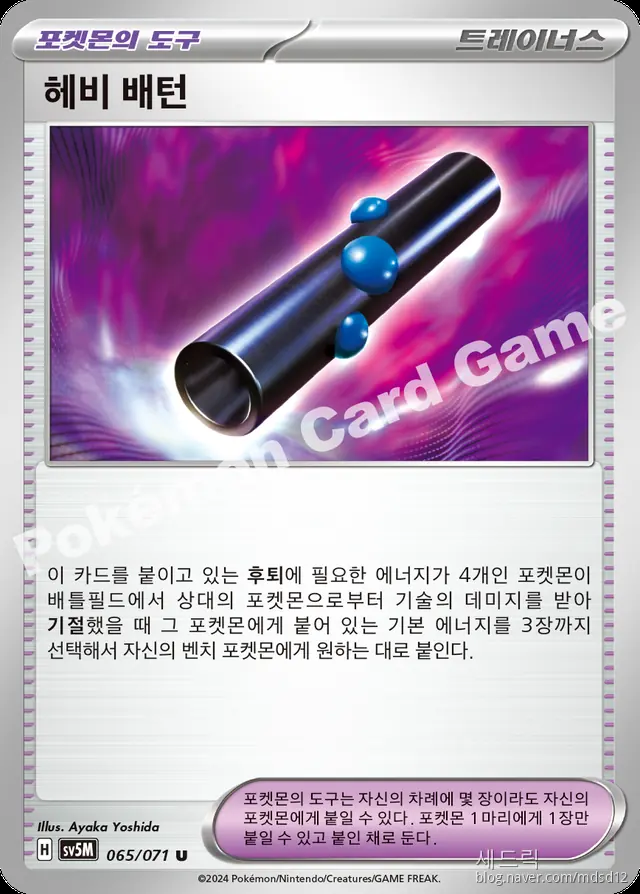 포켓몬의 도구
트레이너스
헤비 배턴
Pokémon Card Game
이 카드를 붙이고 있는 후퇴에 필요한 에너지가 4개인 포켓몬이
배틀필드에서 상대의 포켓몬으로부터 기술의 데미지를 받아
기절했을 때 그 포켓몬에게 붙어 있는 기본 에너지를 3장까지
선택해서 자신의 벤치 포켓몬에게 원하는 대로 붙인다.
포켓몬의 도구는 자신의 차례에 몇 장이라도 자신의
포켓몬에게 붙일 수 있다. 포켓몬 1마리에게 1장만
붙일 수 있고 붙인 채로 둔다.
Illus. Ayaka Yoshida
H SV5M 065/071 U
©2024 Pokémon/Nintendo/Creatures/GAME FREAK.
세드릭
blog.naver.com/mdsd12